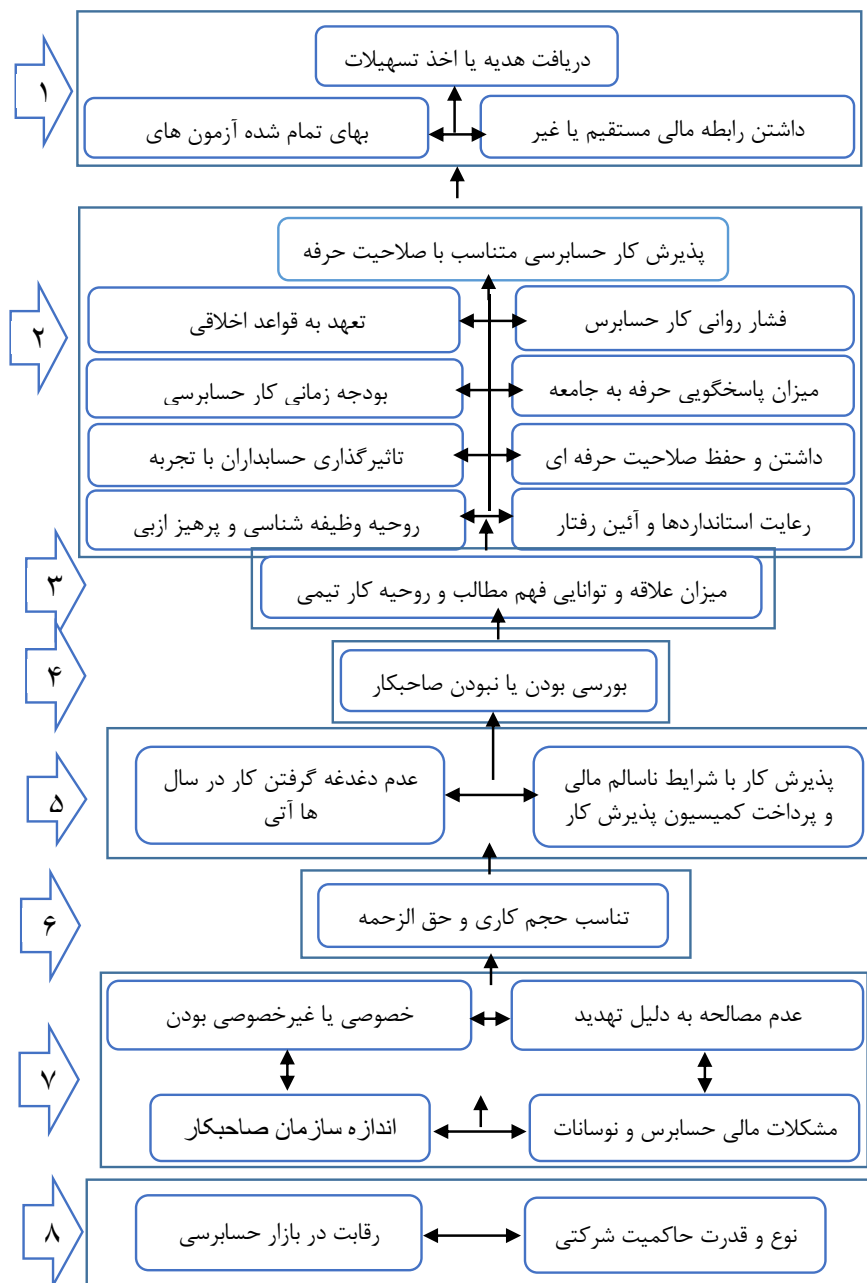 ۱
دریافت هدیه یا اخذ تسهیلات
داشتن رابطه مالی مستقیم یا غیر
بهای تمام شده آزمون های
۲
پذیرش کار حسابرسی متناسب با صلاحیت حرفه
فشار روانی کار حسابرس
تعهد به قواعد اخلاقی
میزان پاسخگویی حرفه به جامعه
بودجه زمانی کار حسابرسی
داشتن و حفظ صلاحیت حرفه ای
تاثیرگذاری حسابداران با تجربه
رعایت استانداردها و آئین رفتار
روحیه وظیفه شناسی و پرهیز ازبی
۳
میزان علاقه و توانایی فهم مطالب و روحیه کار تیمی
۴
بورسی بودن یا نبودن صاحبکار
۵
پذیرش کار با شرایط ناسالم مالی
و پرداخت کمیسیون پذیرش کار
عدم دغدغه گرفتن کار در سال
ها آتی
۶
تناسب حجم کاری و حق الزحمه
۷
عدم مصالحه به دلیل تهدید
خصوصی یا غیرخصوصی بودن
مشکلات مالی حسابرس و نوسانات
اندازه سازمان صاحبکار
۸
نوع و قدرت حاکمیت شرکتی
رقابت در بازار حسابرسی